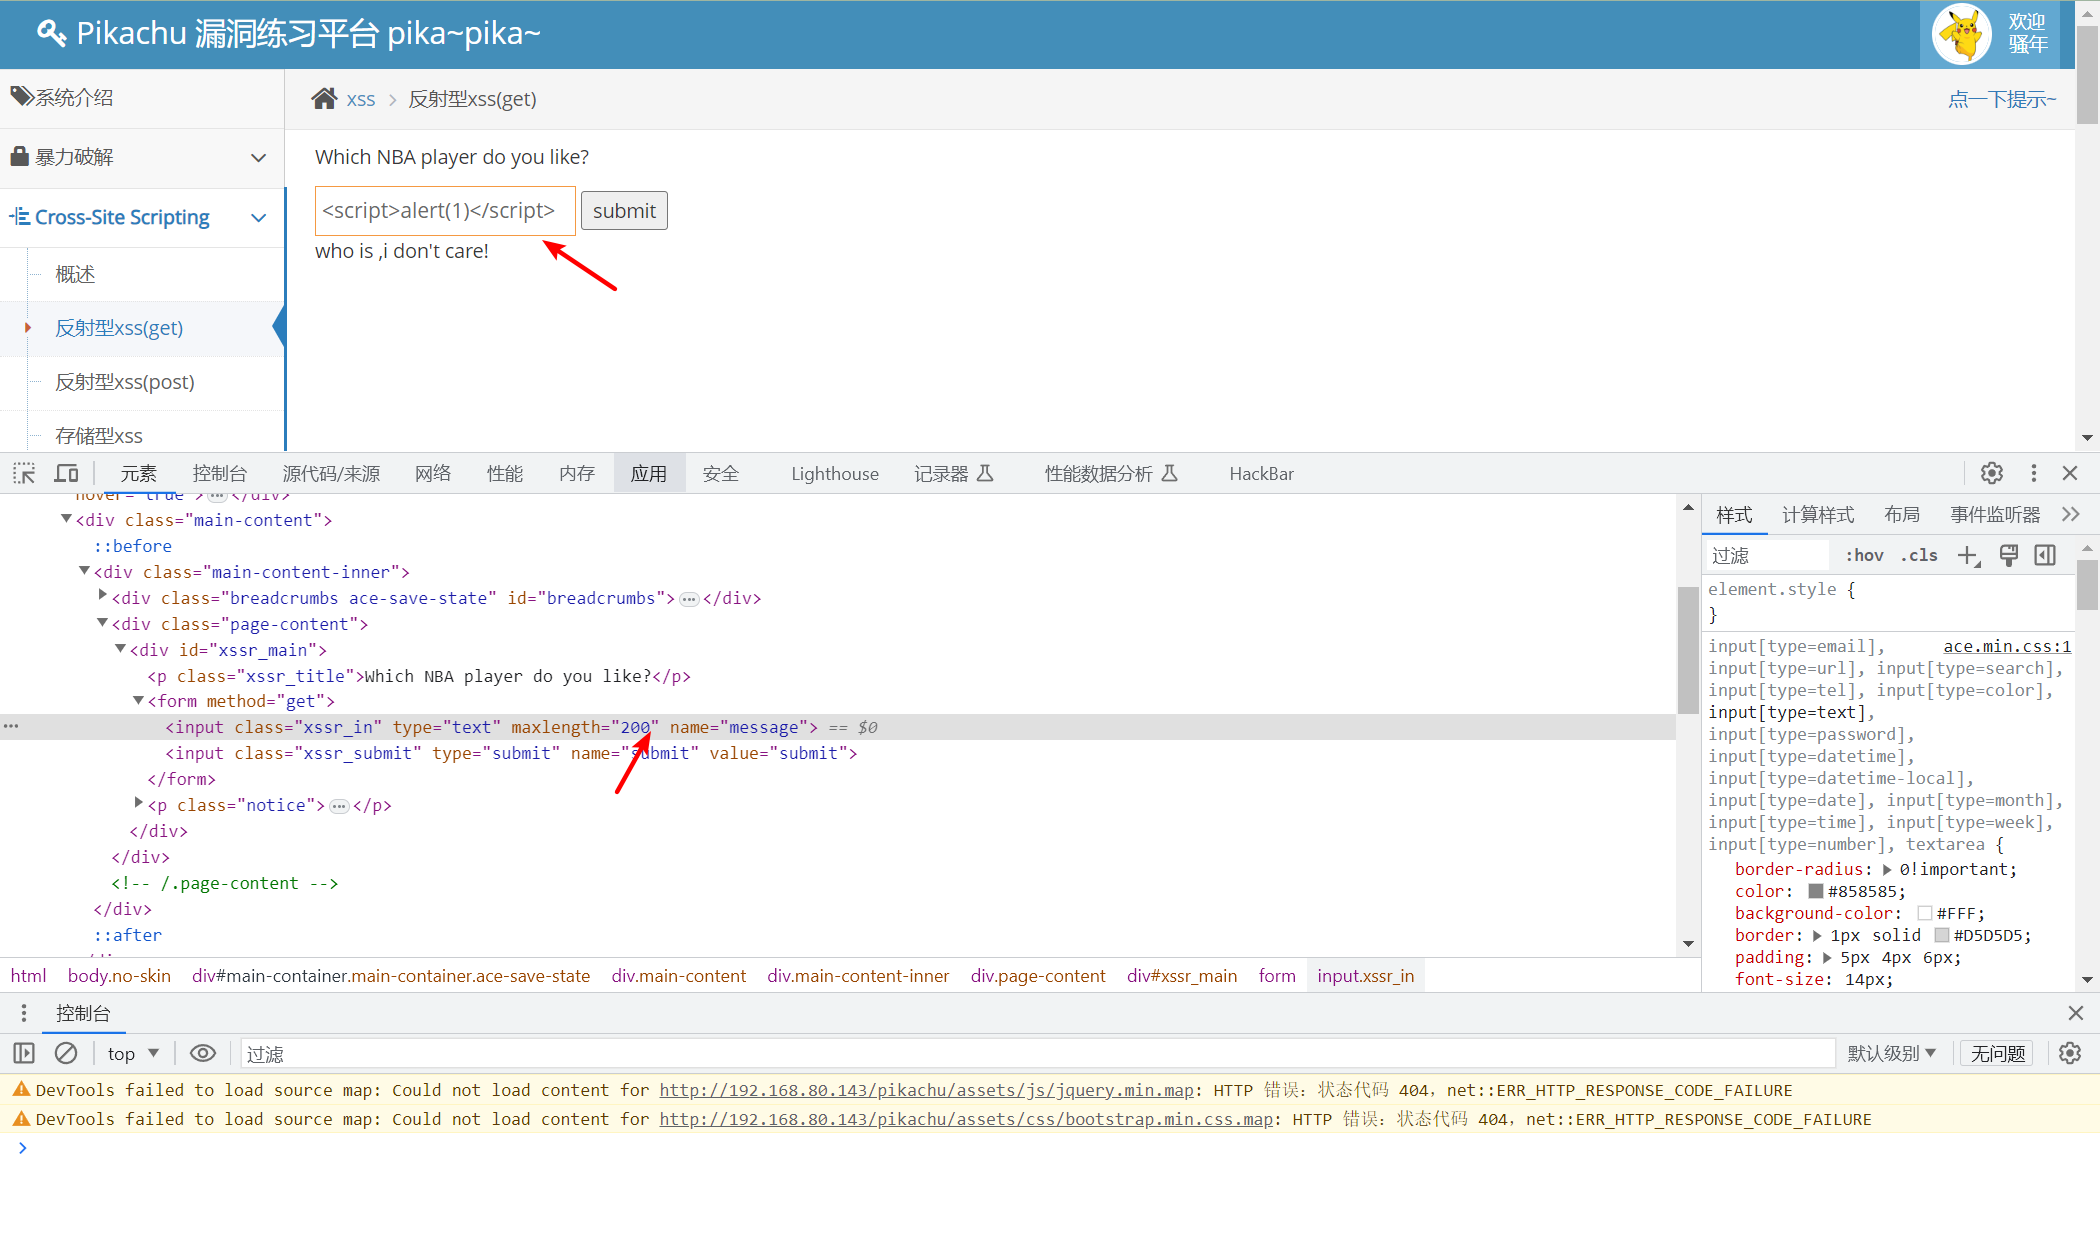 Pikachu 漏洞练习平台 pika~pika~
欢迎
骚年
系统介绍
暴力破解
Cross-Site Scripting
概述
反射型xss(get)
反射型xss(post)
存储型xss
xss > 反射型xss(get)
点一下提示~
Which NBA player do you like?
<script>alert(1)</script> submit
who is ,i don't care!
元素 控制台 源代码/来源 网络 性能 内存 应用 安全 Lighthouse 记录器 性能数据分析 HackBar
hover="true">…</div>
<div class="main-content">
::before
<div class="main-content-inner">
<div class="breadcrumbs ace-save-state" id="breadcrumbs">…</div>
<div class="page-content">
<div id="xssr_main">
<p class="xssr_title">Which NBA player do you like?</p>
<form method="get">
<input class="xssr_in" type="text" maxlength="200" name="message"> == $0
<input class="xssr_submit" type="submit" name="submit" value="submit">
</form>
<p class="notice">…</p>
</div>
</div>
<!-- /.page-content -->
</div>
::after
html body.no-skin div#main-container.main-container.ace-save-state div.main-content div.main-content-inner div.page-content div#xssr_main form input.xssr_in
样式 计算样式 布局 事件监听器
过滤 :hov .cls
element.style {
}
input[type=email], ace.min.css:1
input[type=url], input[type=search],
input[type=tel], input[type=color],
input[type=text],
input[type=password],
input[type=datetime],
input[type=datetime-local],
input[type=date], input[type=month],
input[type=time], input[type=week],
input[type=number], textarea {
border-radius: 0!important;
color: #858585;
background-color: #FFF;
border: 1px solid #D5D5D5;
padding: 5px 4px 6px;
font-size: 14px;
控制台
top 过滤 默认级别 无问题
DevTools failed to load source map: Could not load content for http://192.168.80.143/pikachu/assets/js/jquery.min.map: HTTP 错误：状态代码 404，net::ERR_HTTP_RESPONSE_CODE_FAILURE
DevTools failed to load source map: Could not load content for http://192.168.80.143/pikachu/assets/css/bootstrap.min.css.map: HTTP 错误：状态代码 404，net::ERR_HTTP_RESPONSE_CODE_FAILURE